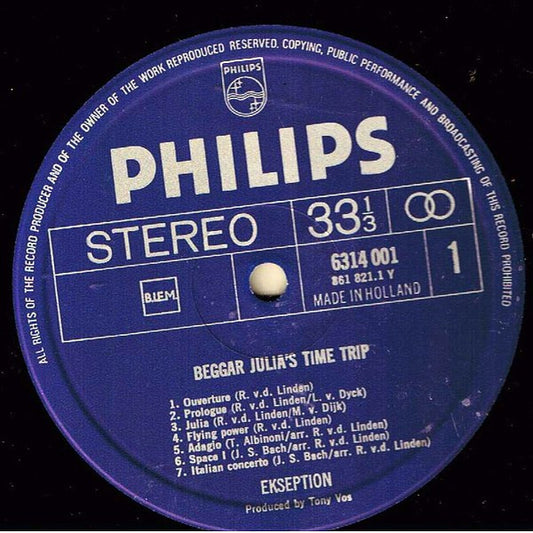 ALL RIGHTS OF THE RECORD PRODUCER AND OF THE OWNER OF THE WORK REPRODUCED RESERVED. COPYING, PUBLIC PERFORMANCE AND BROADCASTING OF THIS RECORD PROHIBITED
PHILIPS
PHILIPS
STEREO
33 1/3
B.I.E.M.
6314 001
861 821.1 Y
MADE IN HOLLAND
1
BEGGAR JULIA'S TIME TRIP
1. Ouverture (R. v.d. Linden)
2. Prologue (R. v.d. Linden/L. v. Dyck)
3. Julia (R. v.d. Linden/M. v. Dijk)
4. Flying power (R. v.d. Linden)
5. Adagio (T. Albinoni/arr. R. v.d. Linden)
6. Space I (J. S. Bach/arr. R. v.d. Linden)
7. Italian concerto (J. S. Bach/arr. R. v.d. Linden)
EKSEPTION
Produced by Tony Vos